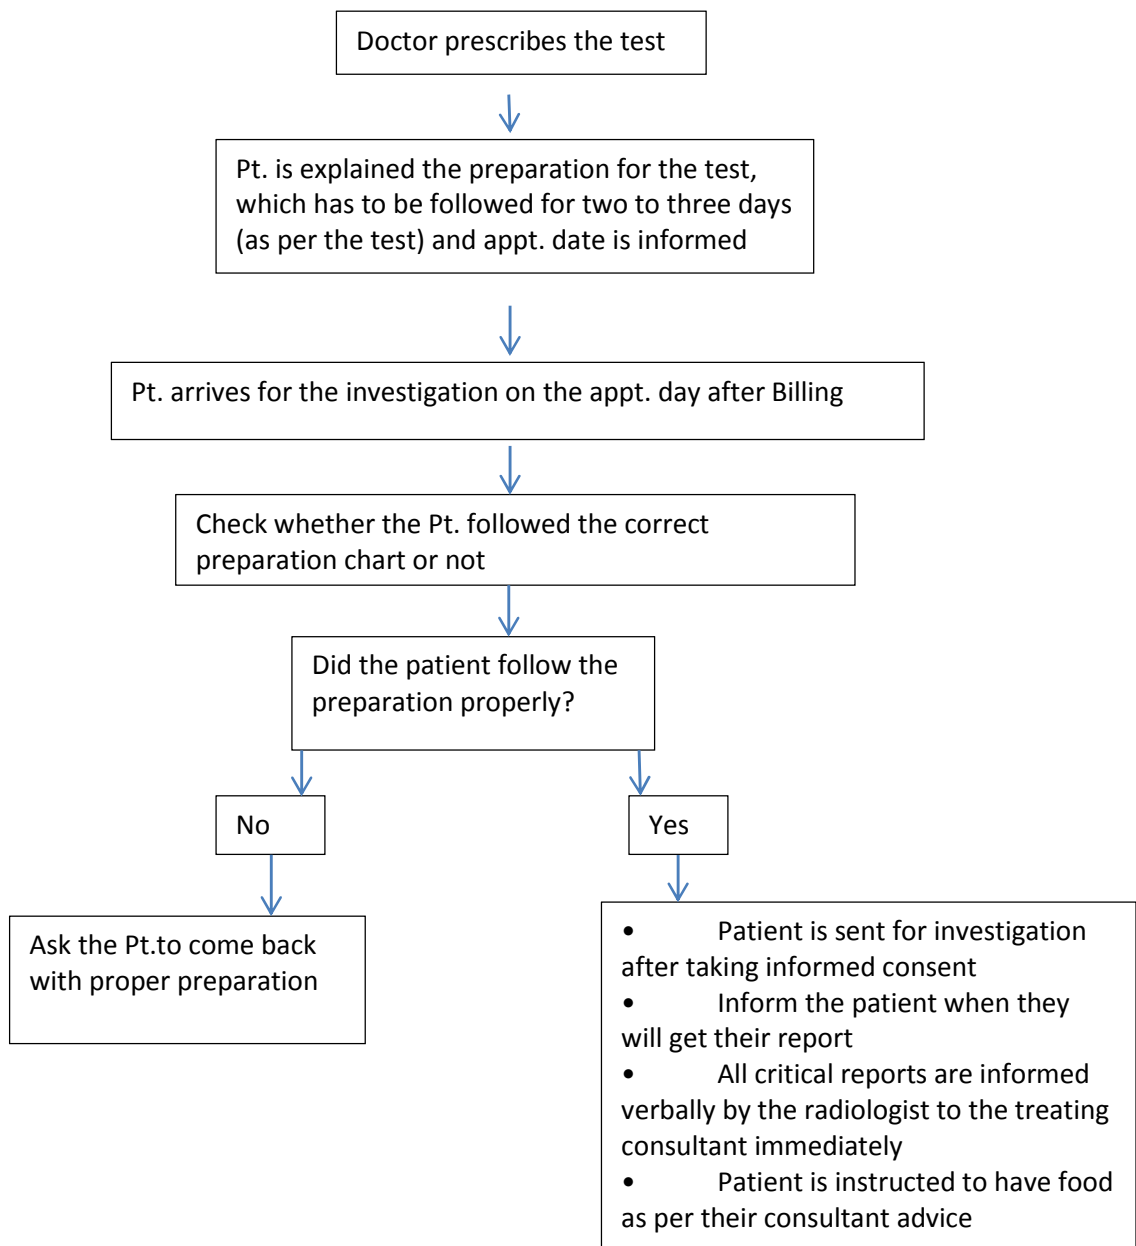 Doctor prescribes the test
Pt. is explained the preparation for the test,
which has to be followed for two to three days
(as per the test) and appt. date is informed
Pt. arrives for the investigation on the appt. day after Billing
Check whether the Pt. followed the correct
preparation chart or not
Did the patient follow the
preparation properly?
No
Yes
Ask the Pt.to come back
with proper preparation
• Patient is sent for investigation
after taking informed consent
• Inform the patient when they
will get their report
• All critical reports are informed
verbally by the radiologist to the treating
consultant immediately
• Patient is instructed to have food
as per their consultant advice